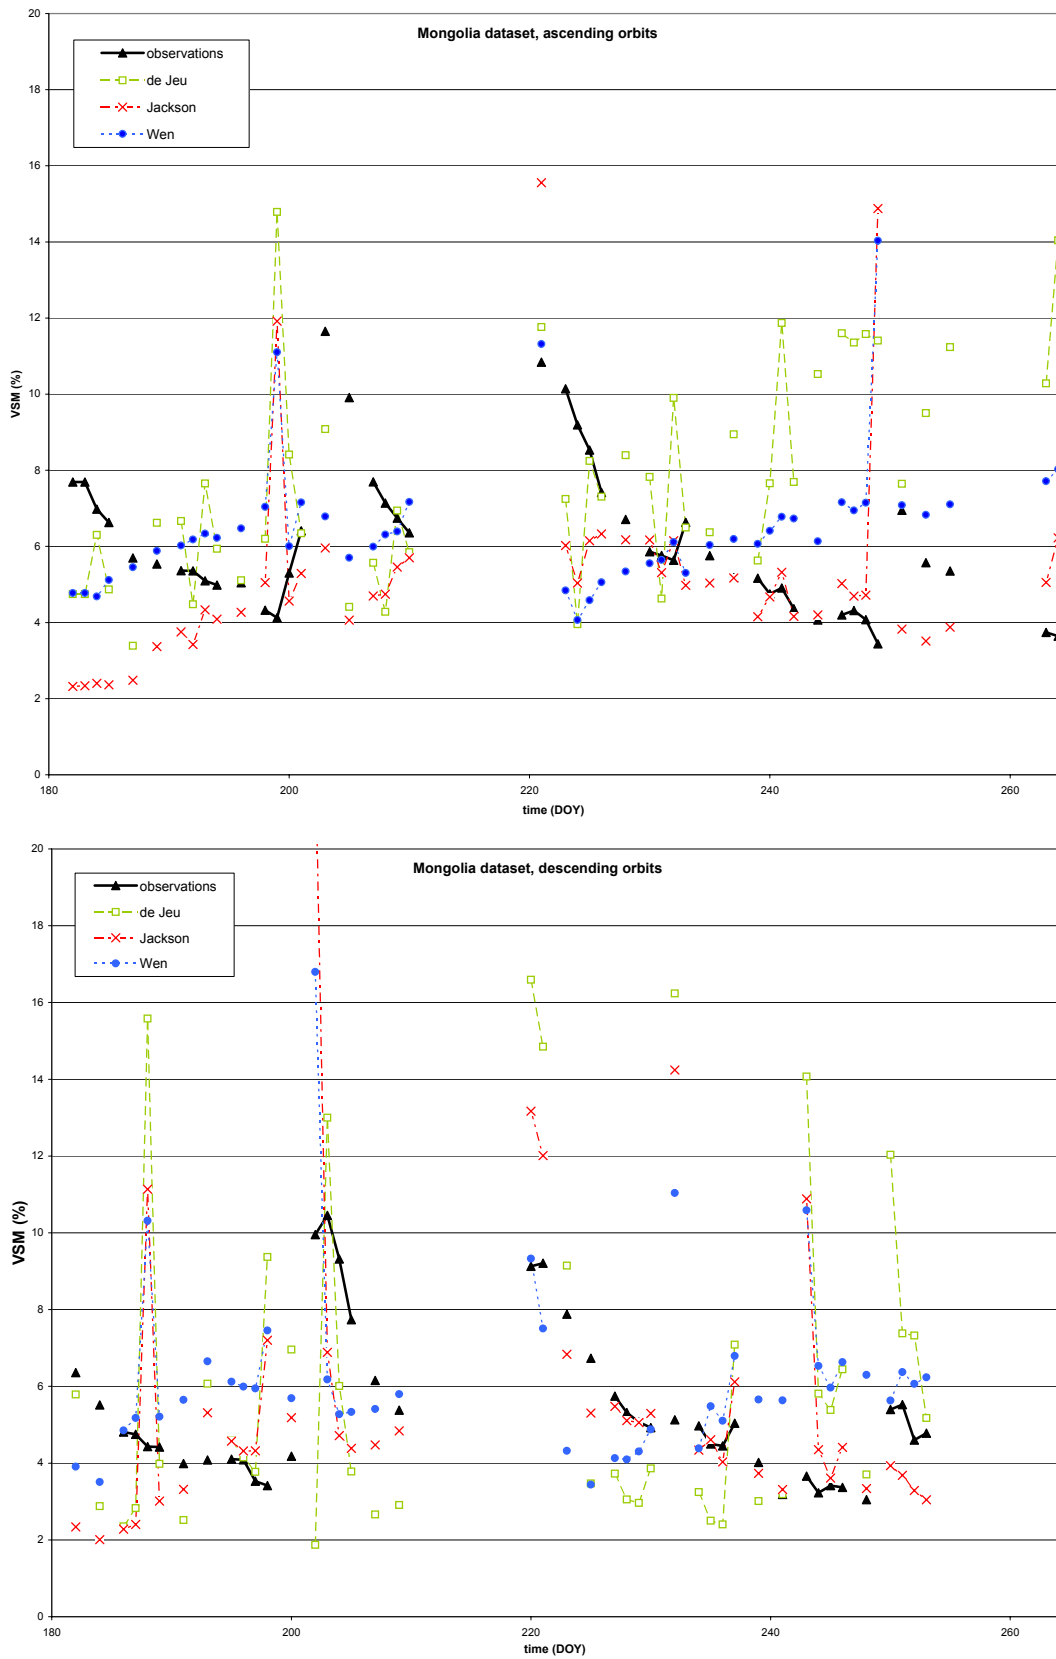 Mongolia dataset, ascending orbits
observations
de Jeu
Jackson
Wen
20
18
16
14
12
10
8
6
4
2
0
VSM (%)
180
200
220
240
260
time (DOY)
Mongolia dataset, descending orbits
observations
de Jeu
Jackson
Wen
20
18
16
14
12
10
8
6
4
2
0
VSM (%)
180
200
220
240
260
time (DOY)